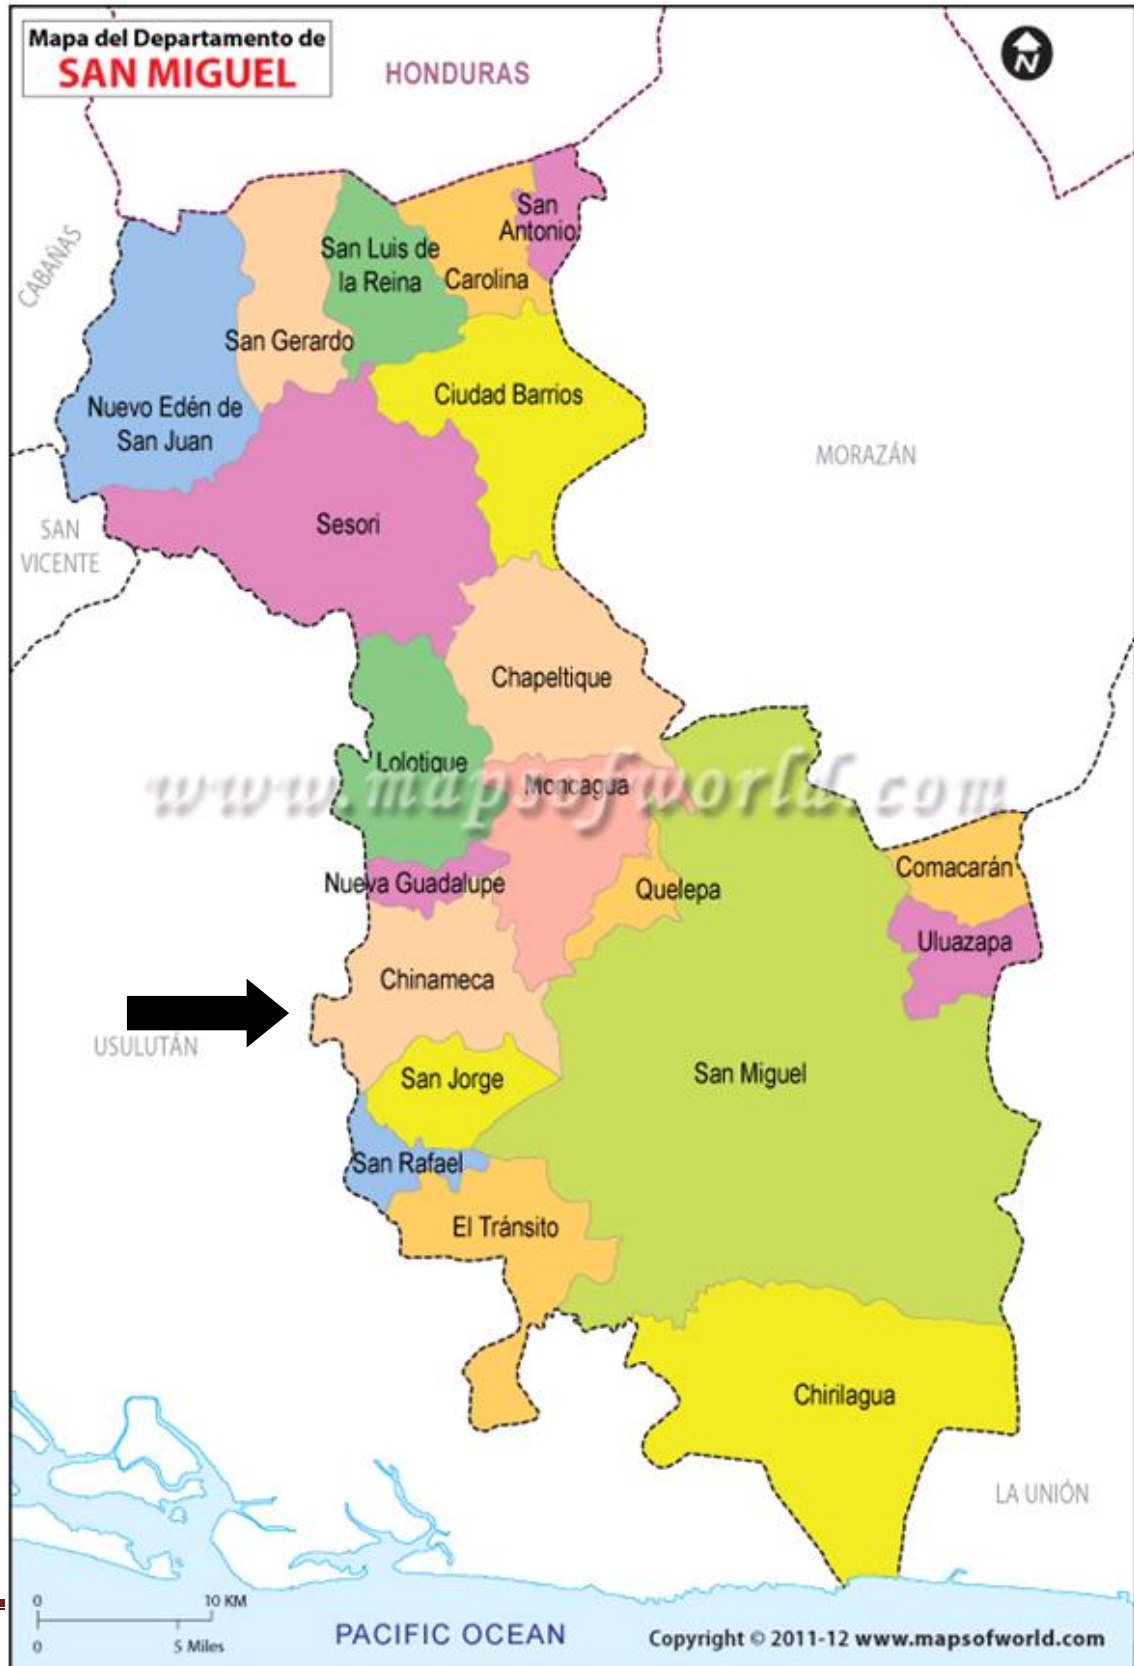 Mapa del Departamento de
SAN MIGUEL
HONDURAS
N
CABAÑAS
San
Antonio
San Luis de
la Reina
Carolina
San Gerardo
Nuevo Edén de
San Juan
Ciudad Barrios
MORAZÁN
SAN
VICENTE
Sesori
Chapeltique
Lolotique
Moncagua
www.mapsofworld.com
Comacarán
Nueva Guadalupe
Quelepa
Uluazapa
Chinameca
USULUTÁN
San Jorge
San Miguel
San Rafael
El Tránsito
Chirilagua
LA UNIÓN
0 10 KM
0 5 Miles
PACIFIC OCEAN
Copyright © 2011-12 www.mapsofworld.com